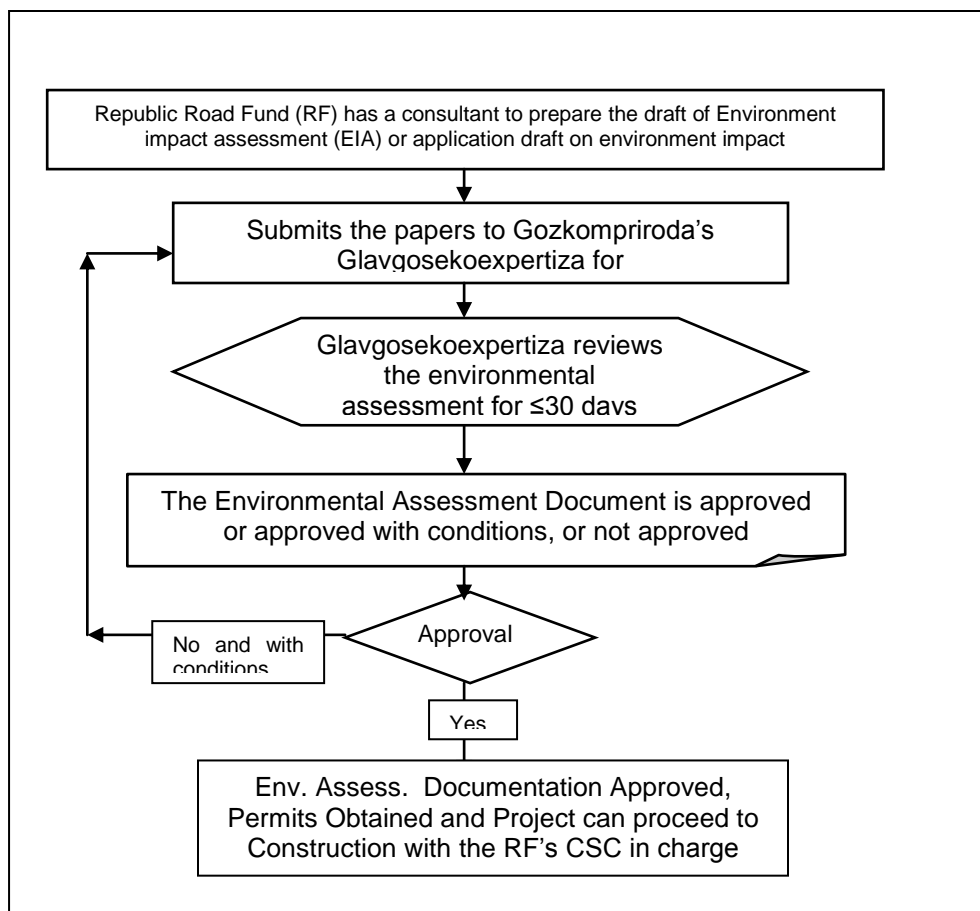 Republic Road Fund (RF) has a consultant to prepare the draft of Environment
impact assessment (EIA) or application draft on environment impact
Submits the papers to Gozkompriroda’s
Glavgosekoexpertiza for
Glavgosekoexpertiza reviews
the environmental
assessment for ≤30 days
The Environmental Assessment Document is approved
or approved with conditions, or not approved
Approval
No and with
conditions
Yes
Env. Assess. Documentation Approved,
Permits Obtained and Project can proceed to
Construction with the RF’s CSC in charge